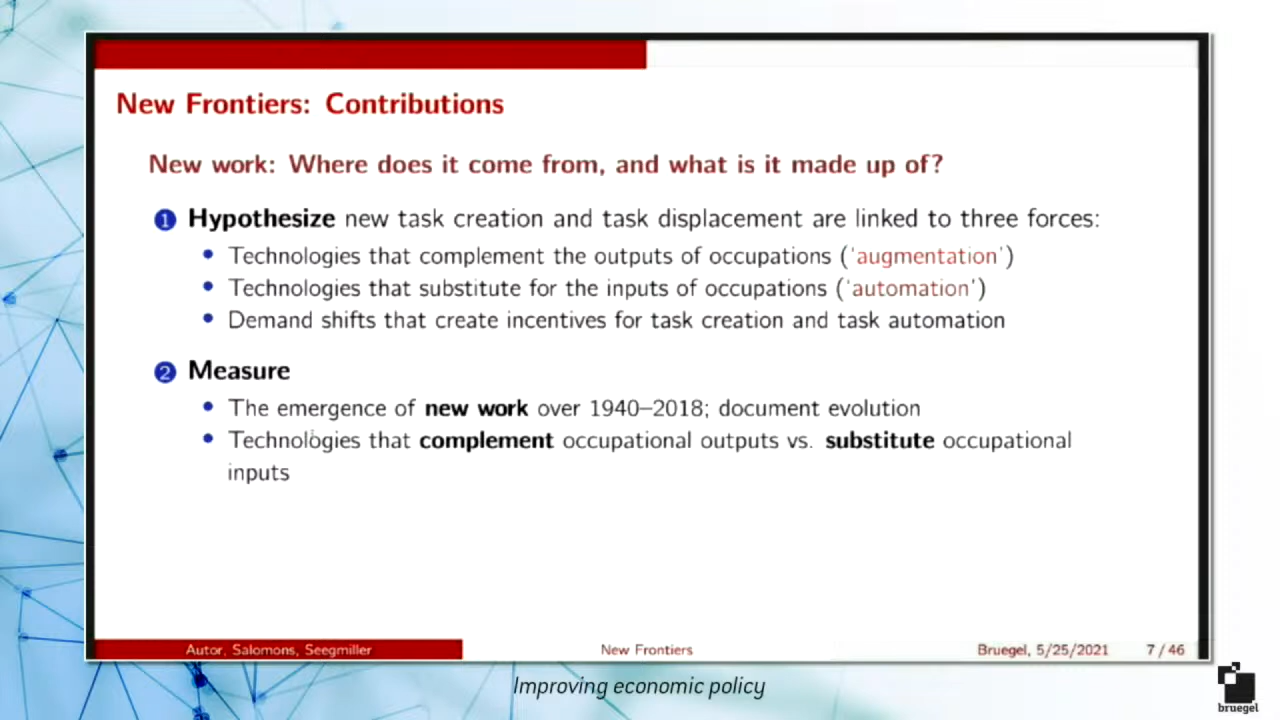 New Frontiers: Contributions
New work: Where does it come from, and what is it made up of?
1 Hypothesize new task creation and task displacement are linked to three forces:
• Technologies that complement the outputs of occupations ('augmentation')
• Technologies that substitute for the inputs of occupations ('automation')
• Demand shifts that create incentives for task creation and task automation
2 Measure
• The emergence of new work over 1940–2018; document evolution
• Technologies that complement occupational outputs vs. substitute occupational
inputs
Autor, Salomons, Seegmiller New Frontiers Bruegel, 5/25/2021 7 / 46
Improving economic policy
bruegel